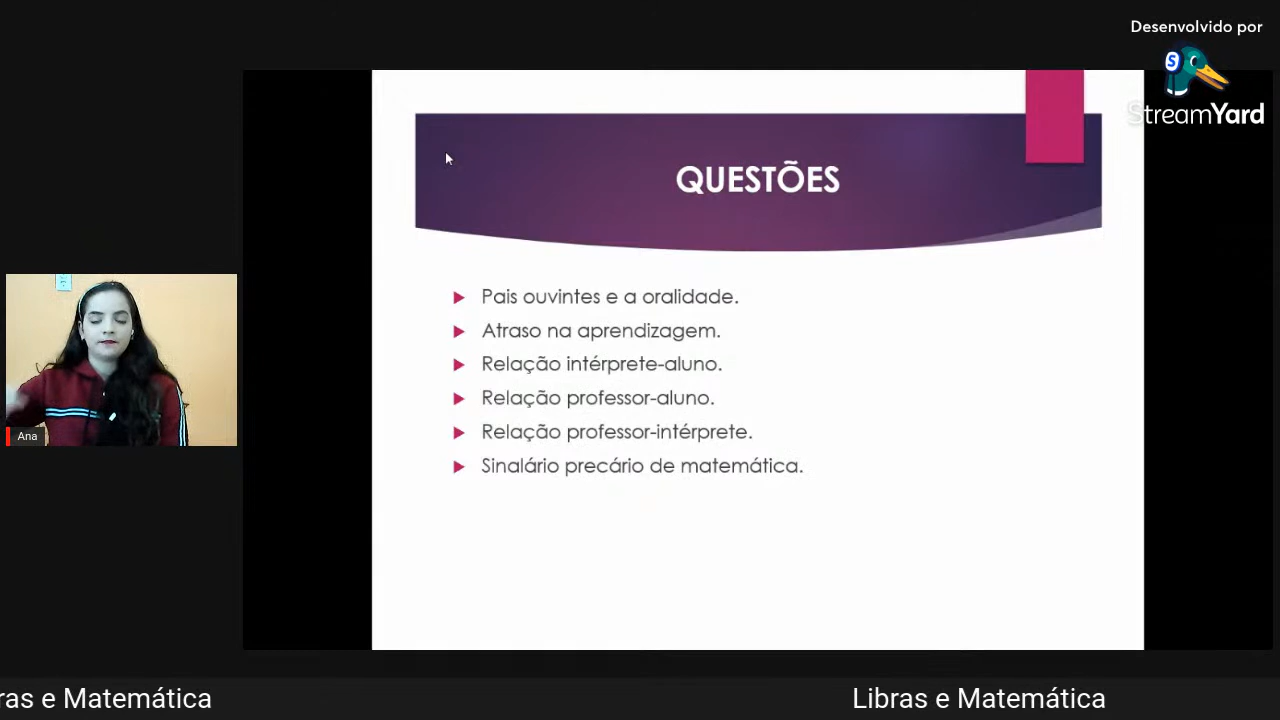 Desenvolvido por
StreamYard
QUESTÕES
Pais ouvintes e a oralidade.
Atraso na aprendizagem.
Relação intérprete-aluno.
Relação professor-aluno.
Relação professor-intérprete.
Sinalário precário de matemática.
Ana
ras e Matemática
Libras e Matemática